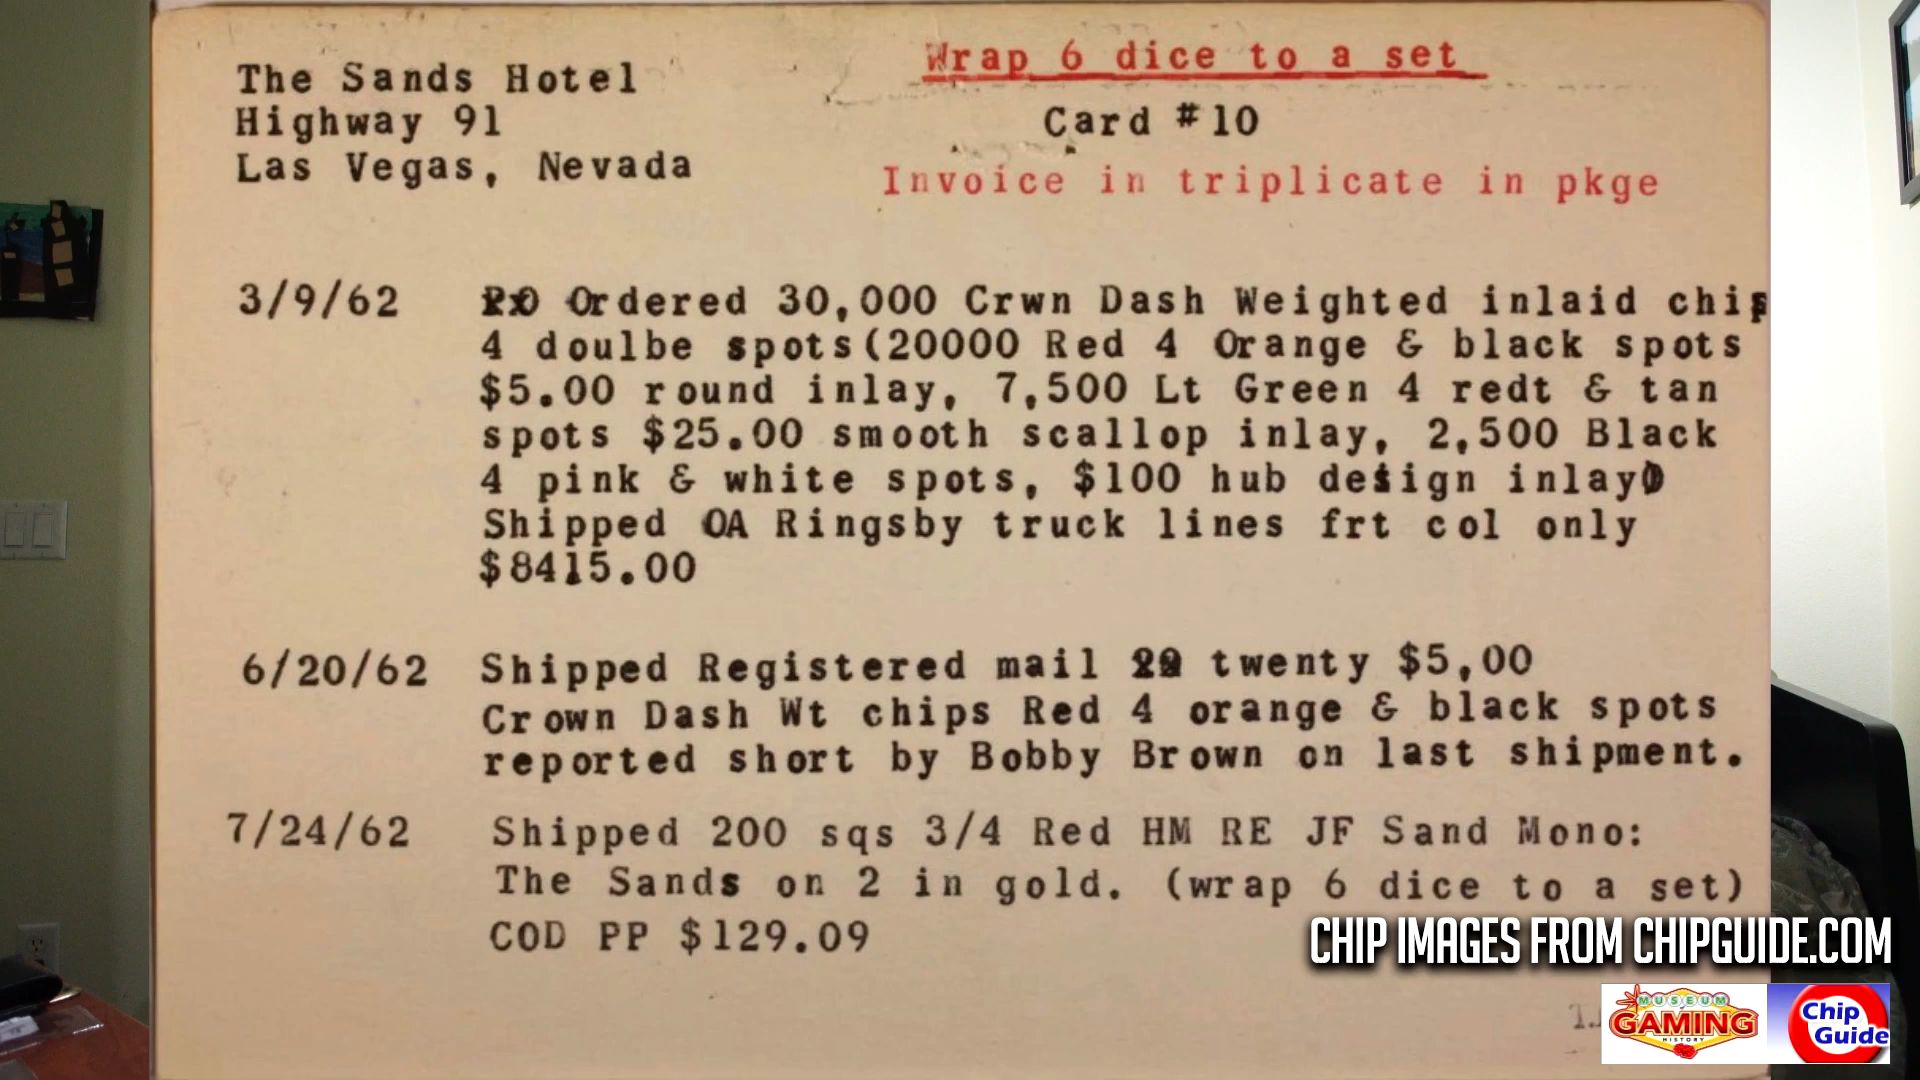 The Sands Hotel
Highway 91
Las Vegas, Nevada
Wrap 6 dice to a set
Card #10
Invoice in triplicate in pkge
3/9/62 Ordered 30,000 Crwn Dash Weighted inlaid chip
4 doulbe spots(20000 Red 4 Orange & black spots
$5.00 round inlay, 7,500 Lt Green 4 redt & tan
spots $25.00 smooth scallop inlay, 2,500 Black
4 pink & white spots, $100 hub design inlay)
Shipped OA Ringsby truck lines frt col only
$8415.00
6/20/62 Shipped Registered mail twenty $5,00
Crown Dash Wt chips Red 4 orange & black spots
reported short by Bobby Brown on last shipment.
7/24/62 Shipped 200 sqs 3/4 Red HM RE JF Sand Mono:
The Sands on 2 in gold. (wrap 6 dice to a set)
COD PP $129.09
CHIP IMAGES FROM CHIPGUIDE.COM
MUSEUM
GAMING
HISTORY
Chip
Guide